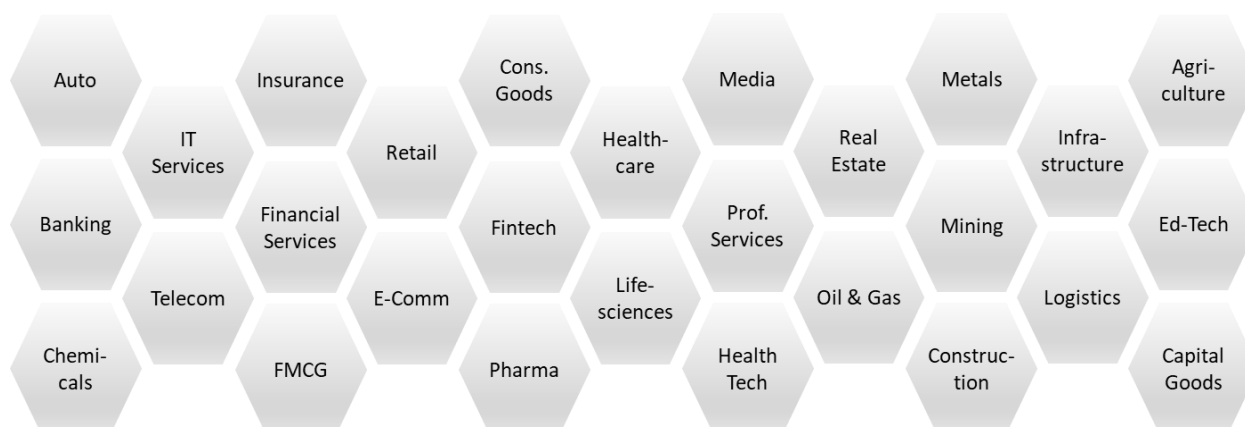 Auto
Insurance
Cons.
Goods
Media
Metals
Agri-
culture
IT
Services
Retail
Health-
care
Real
Estate
Infra-
structure
Banking
Financial
Services
Fintech
Prof.
Services
Mining
Ed-Tech
Telecom
E-Comm
Life-
sciences
Oil & Gas
Logistics
Chemi-
cals
FMCG
Pharma
Health
Tech
Construc-
tion
Capital
Goods